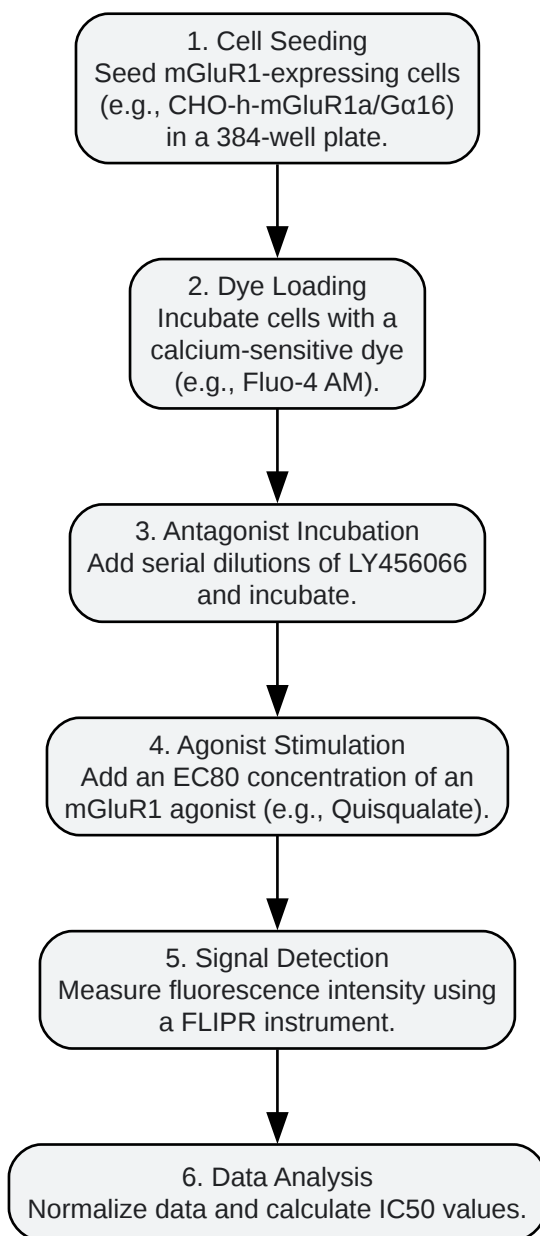 1. Cell Seeding
Seed mGluR1-expressing cells
(e.g., CHO-h-mGluR1a/Gα16)
in a 384-well plate.
2. Dye Loading
Incubate cells with a
calcium-sensitive dye
(e.g., Fluo-4 AM).
3. Antagonist Incubation
Add serial dilutions of LY456066
and incubate.
4. Agonist Stimulation
Add an EC80 concentration of an
mGluR1 agonist (e.g., Quisqualate).
5. Signal Detection
Measure fluorescence intensity using
a FLIPR instrument.
6. Data Analysis
Normalize data and calculate IC50 values.